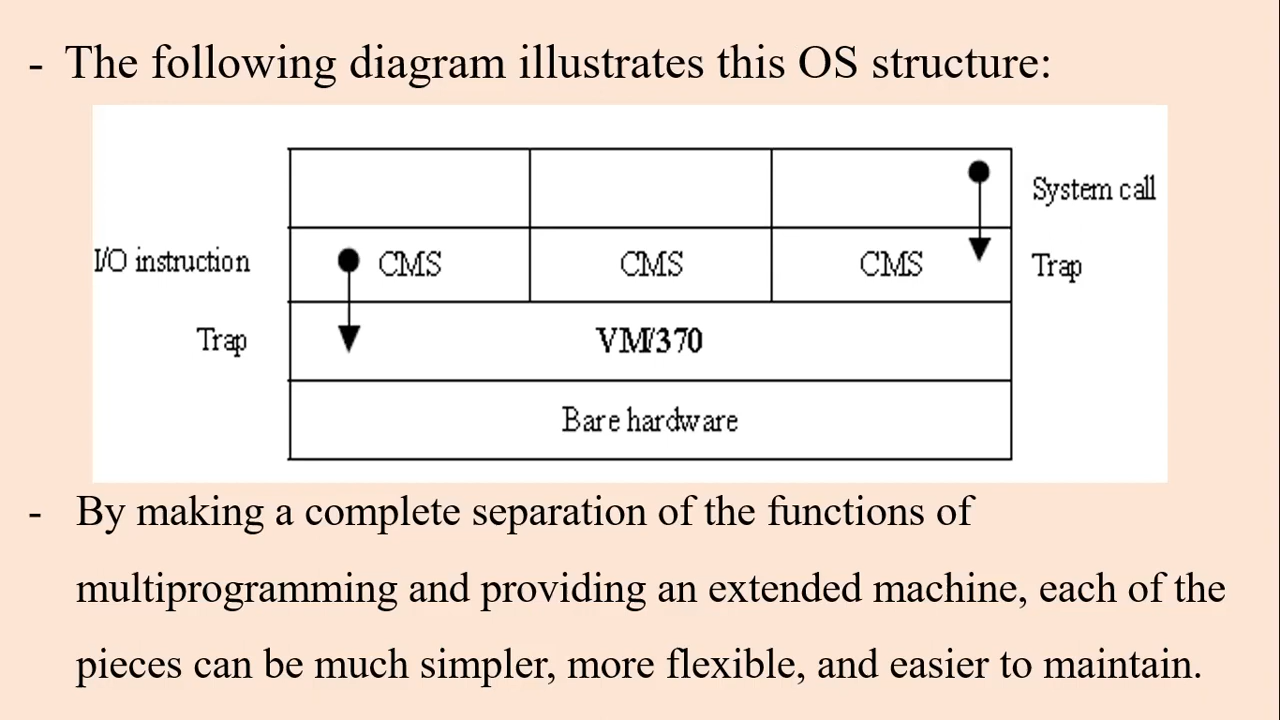 - The following diagram illustrates this OS structure:
System call
I/O instruction
CMS
CMS
CMS
Trap
Trap
VM/370
Bare hardware
- By making a complete separation of the functions of
multiprogramming and providing an extended machine, each of the
pieces can be much simpler, more flexible, and easier to maintain.